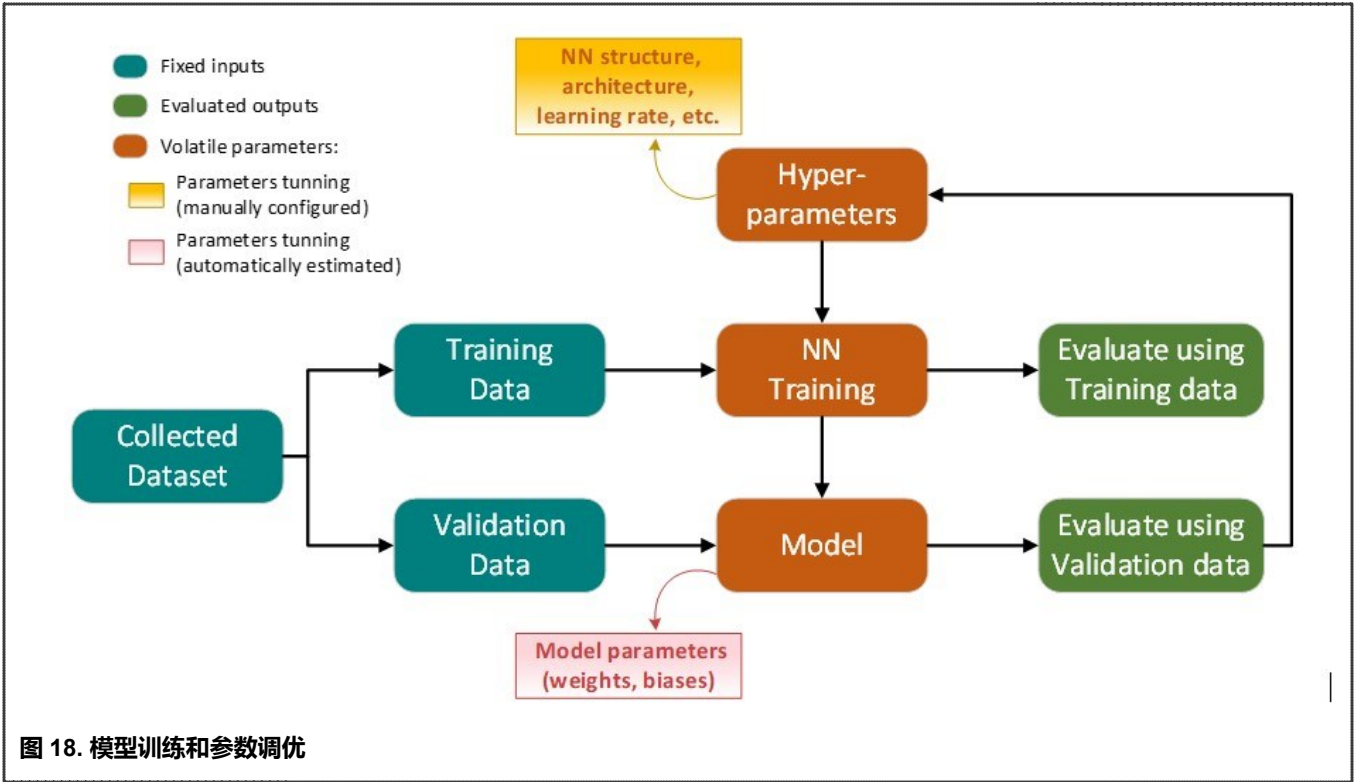 Fixed inputs
Evaluated outputs
Volatile parameters:
Parameters tunning
(manually configured)
Parameters tunning
(automatically estimated)
NN structure,
architecture,
learning rate, etc.
Hyper-
parameters
Training
Data
NN
Training
Evaluate using
Training data
Collected
Dataset
Validation
Data
Model
Evaluate using
Validation data
Model parameters
(weights, biases)
图 18. 模型训练和参数调优